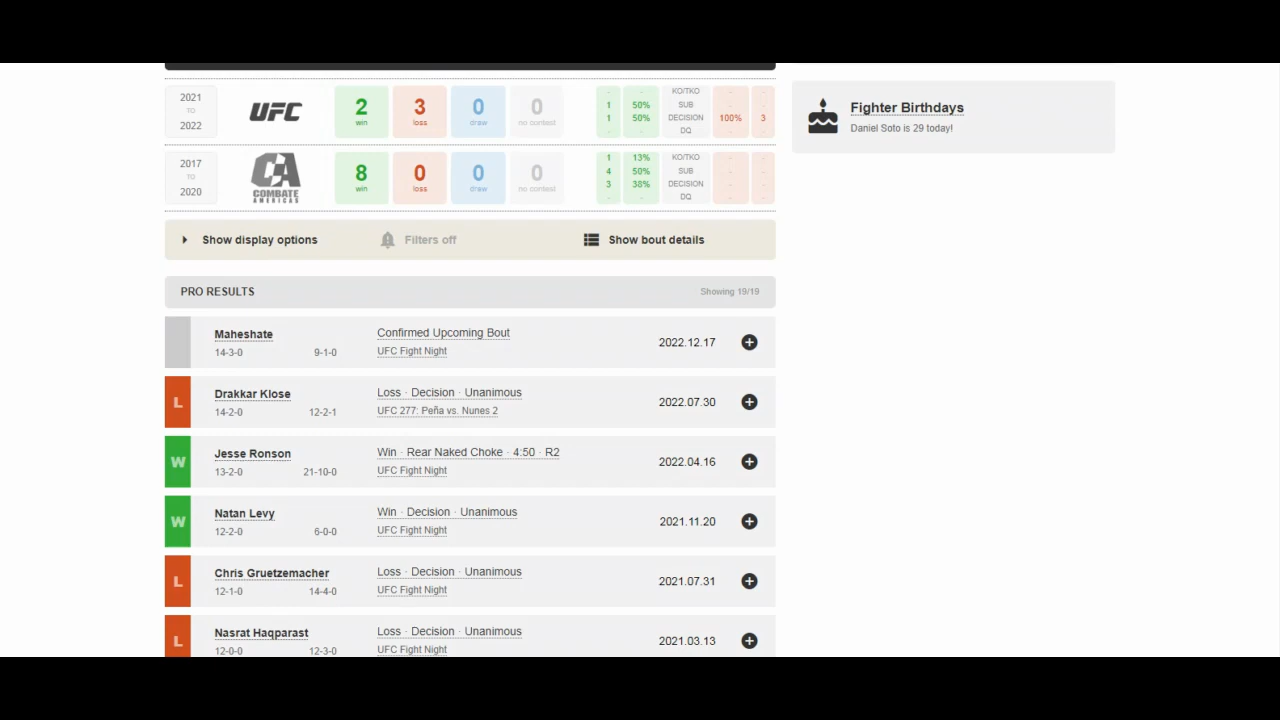 2021
TO
2022
UFC
2
win
3
loss
0
draw
0
no contest
- - KO/TKO - -
1 50% SUB - -
1 50% DECISION 100% 3
- - DQ - -
Fighter Birthdays
Daniel Soto is 29 today!
2017
TO
2020
CA
COMBATE
AMERICAS
8
win
0
loss
0
draw
0
no contest
1 13% KO/TKO - -
4 50% SUB - -
3 38% DECISION - -
- - DQ - -
Show display options
Filters off
Show bout details
PRO RESULTS
Showing 19/19
Maheshate
14-3-0 9-1-0
Confirmed Upcoming Bout
UFC Fight Night
2022.12.17
L
Drakkar Klose
14-2-0 12-2-1
Loss · Decision · Unanimous
UFC 277: Peña vs. Nunes 2
2022.07.30
W
Jesse Ronson
13-2-0 21-10-0
Win · Rear Naked Choke · 4:50 · R2
UFC Fight Night
2022.04.16
W
Natan Levy
12-2-0 6-0-0
Win · Decision · Unanimous
UFC Fight Night
2021.11.20
L
Chris Gruetzemacher
12-1-0 14-4-0
Loss · Decision · Unanimous
UFC Fight Night
2021.07.31
L
Nasrat Haqparast
12-0-0 12-3-0
Loss · Decision · Unanimous
UFC Fight Night
2021.03.13